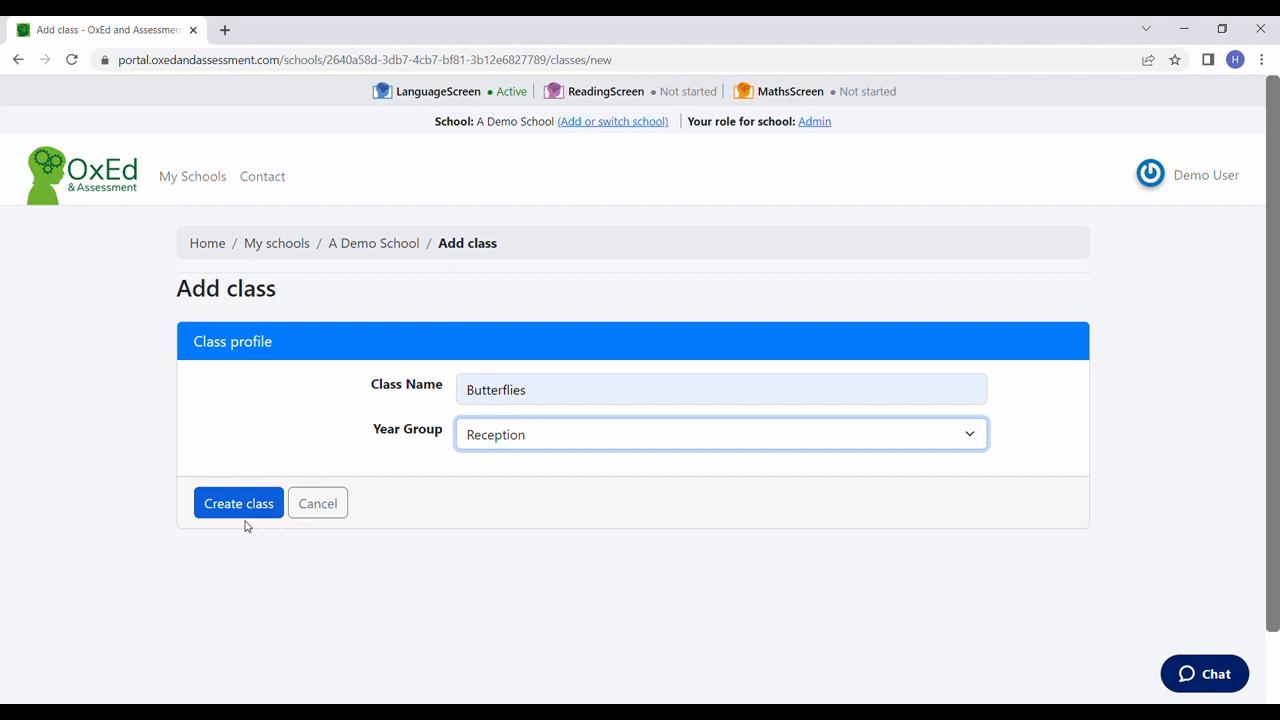 Add class - OxEd and Assessmen
portal.oxedandassessment.com/schools/2640a58d-3db7-4cb7-bf81-3b12e6827789/classes/new
H
LanguageScreen • Active | ReadingScreen • Not started | MathsScreen • Not started
School: A Demo School (Add or switch school) | Your role for school: Admin
OxEd
& Assessment
My Schools Contact
Demo User
Home / My schools / A Demo School / Add class
Add class
Class profile
Class Name Butterflies
Year Group Reception
Create class Cancel
Chat